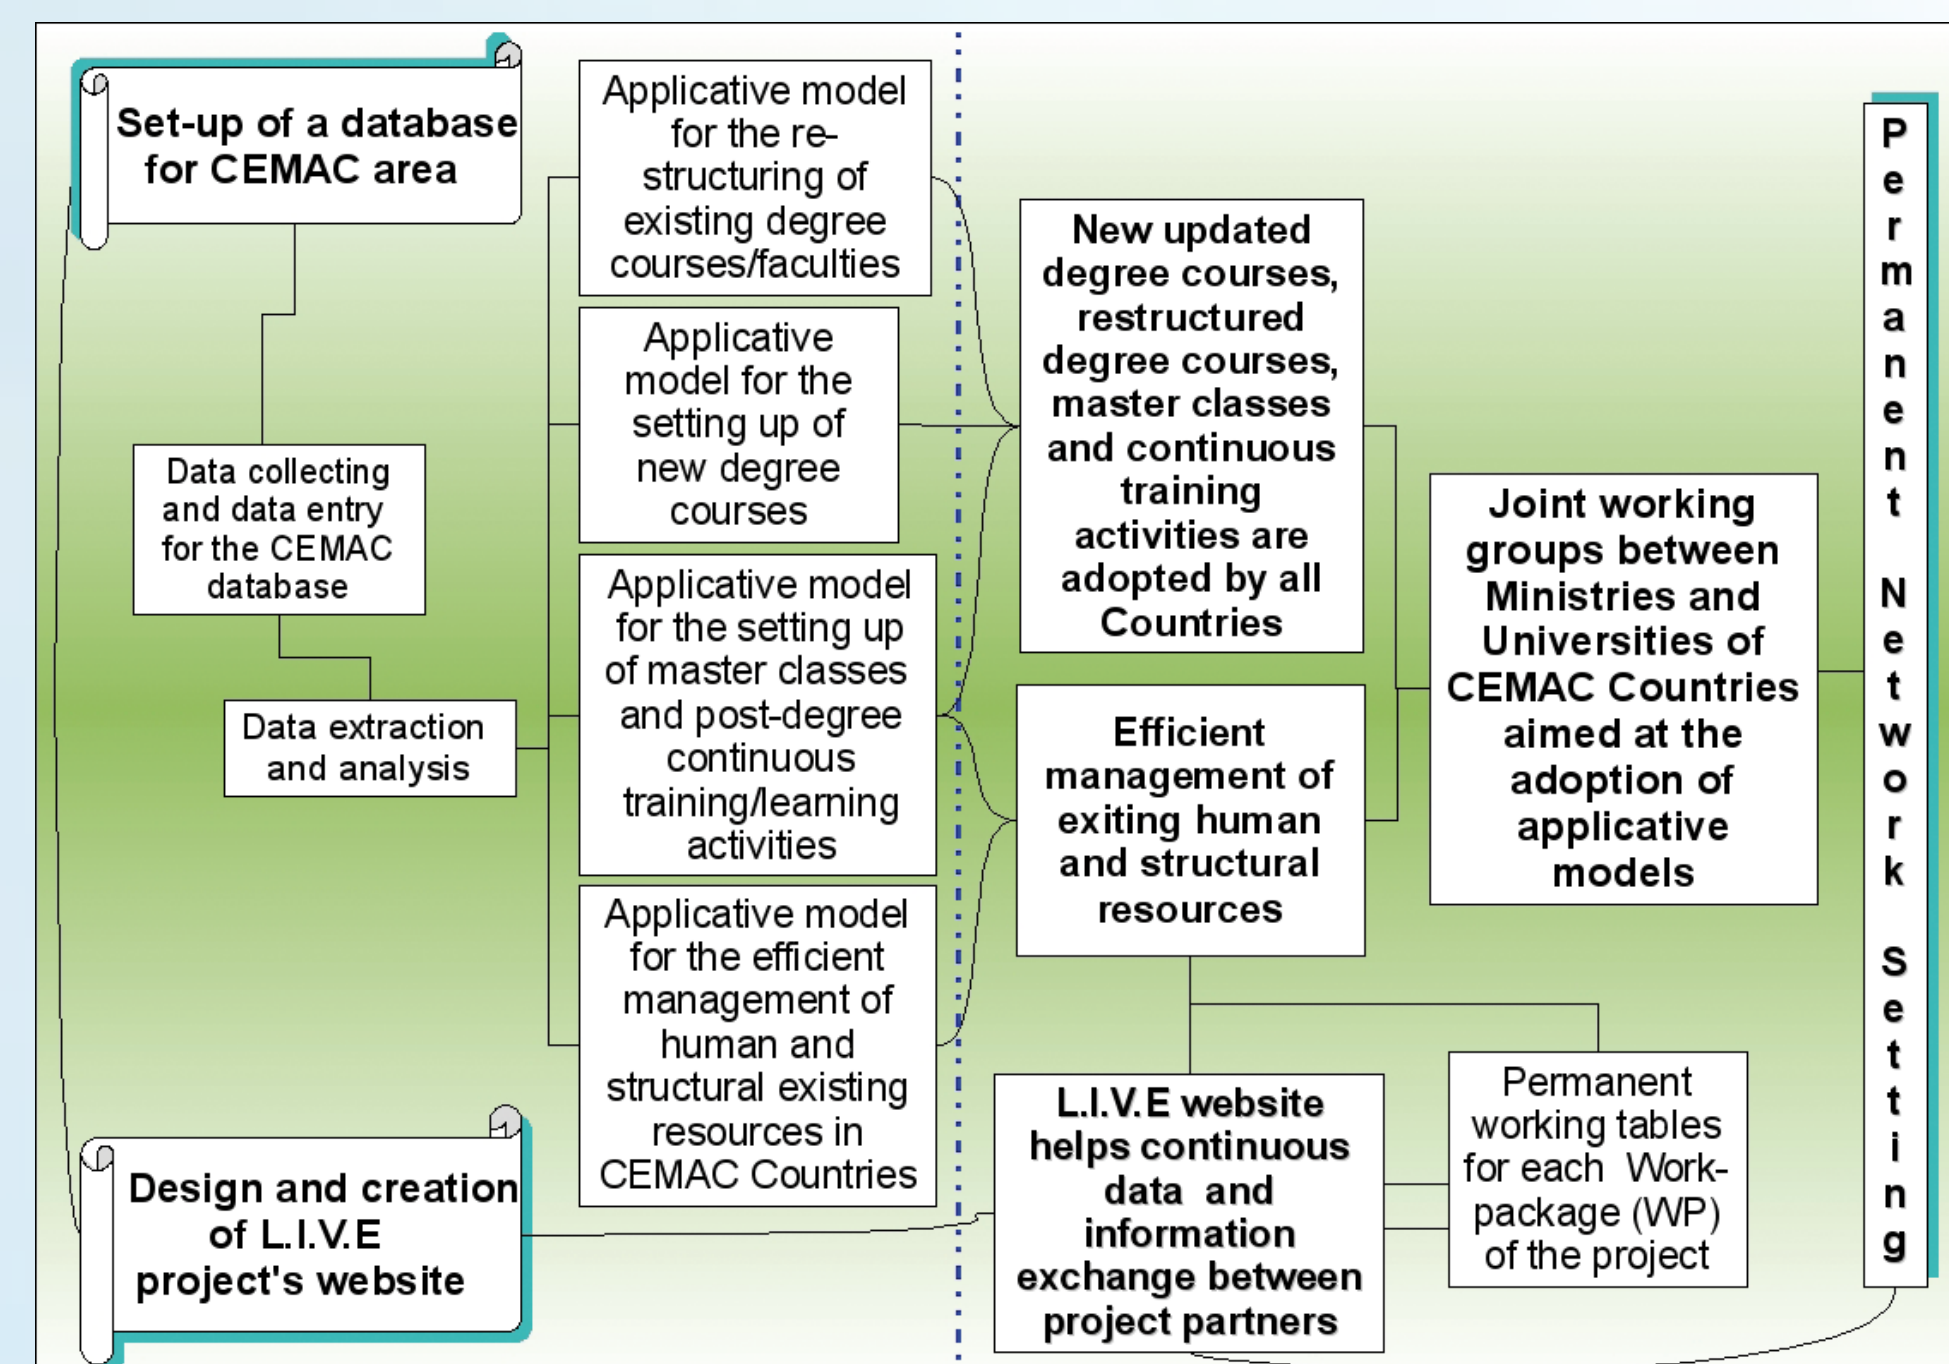 Set-up of a database
for CEMAC area
Data collecting
and data entry
for the CEMAC
database
Data extraction
and analysis
Design and creation
of L.I.V.E
project's website
Applicative model
for the re-
structuring of
existing degree
courses/faculties
Applicative
model for the
setting up of
new degree
courses
Applicative model
for the setting up
of master classes
and post-degree
continuous
training/learning
activities
Applicative model
for the efficient
management of
human and
structural existing
resources in
CEMAC Countries
New updated
degree courses,
restructured
degree courses,
master classes
and continuous
training
activities are
adopted by all
Countries
Efficient
management of
exiting human
and structural
resources
L.I.V.E website
helps continuous
data and
information
exchange between
project partners
Permanent
working tables
for each Work-
package (WP)
of the project
Joint working
groups between
Ministries and
Universities of
CEMAC Countries
aimed at the
adoption of
applicative
models
Permanent Network Setting